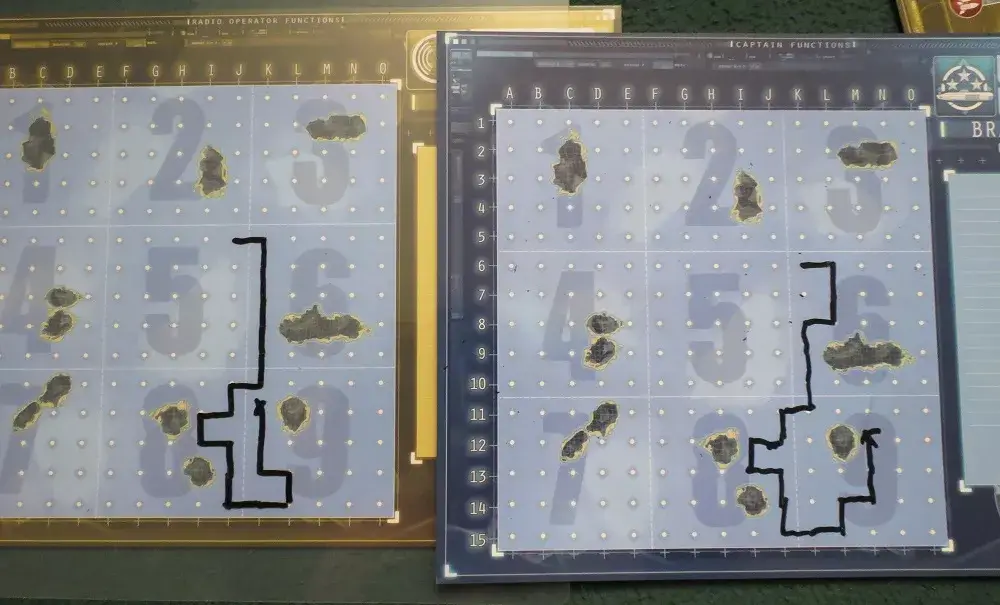 RADIO OPERATOR FUNCTIONS
B C D E F G H I J K L M N O
1 2 3
4 5 6
7 8 9
CAPTAIN FUNCTIONS
A B C D E F G H I J K L M N O
BR
1
2
3
4
5
6
7
8
9
10
11
12
13
14
15
1 2 3
4 5 6
7 8 9